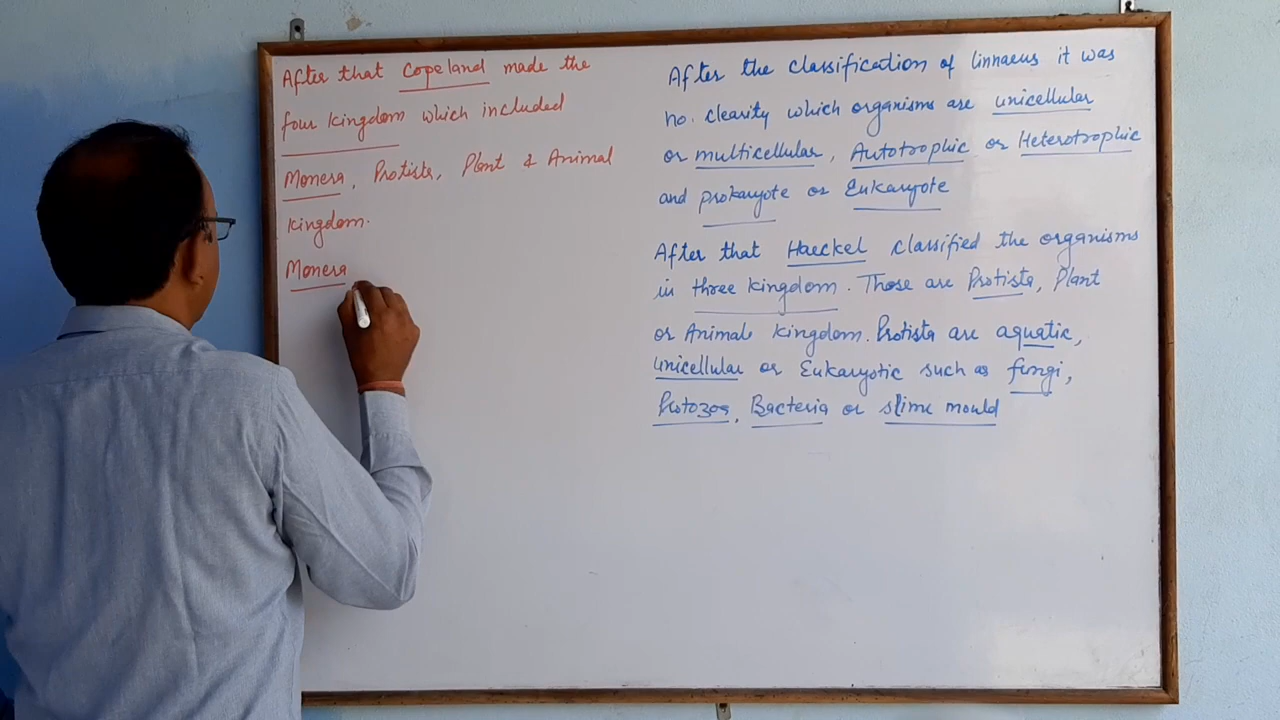 After that Copeland made the
four kingdom which included
Monera, Protista, Plant & Animal
kingdom.
Monera
After the classification of linnaeus it was
no. clearity which organisms are unicellular
or multicellular, Autotrophic or Heterotrophic
and prokaryote or Eukaryote
After that Haeckel classified the organisms
in three kingdom. Those are Protista, Plant
or Animal kingdom. Protista are aquatic,
unicellular or Eukaryotic such as fungi,
Protozoa, Bacteria or slime mould